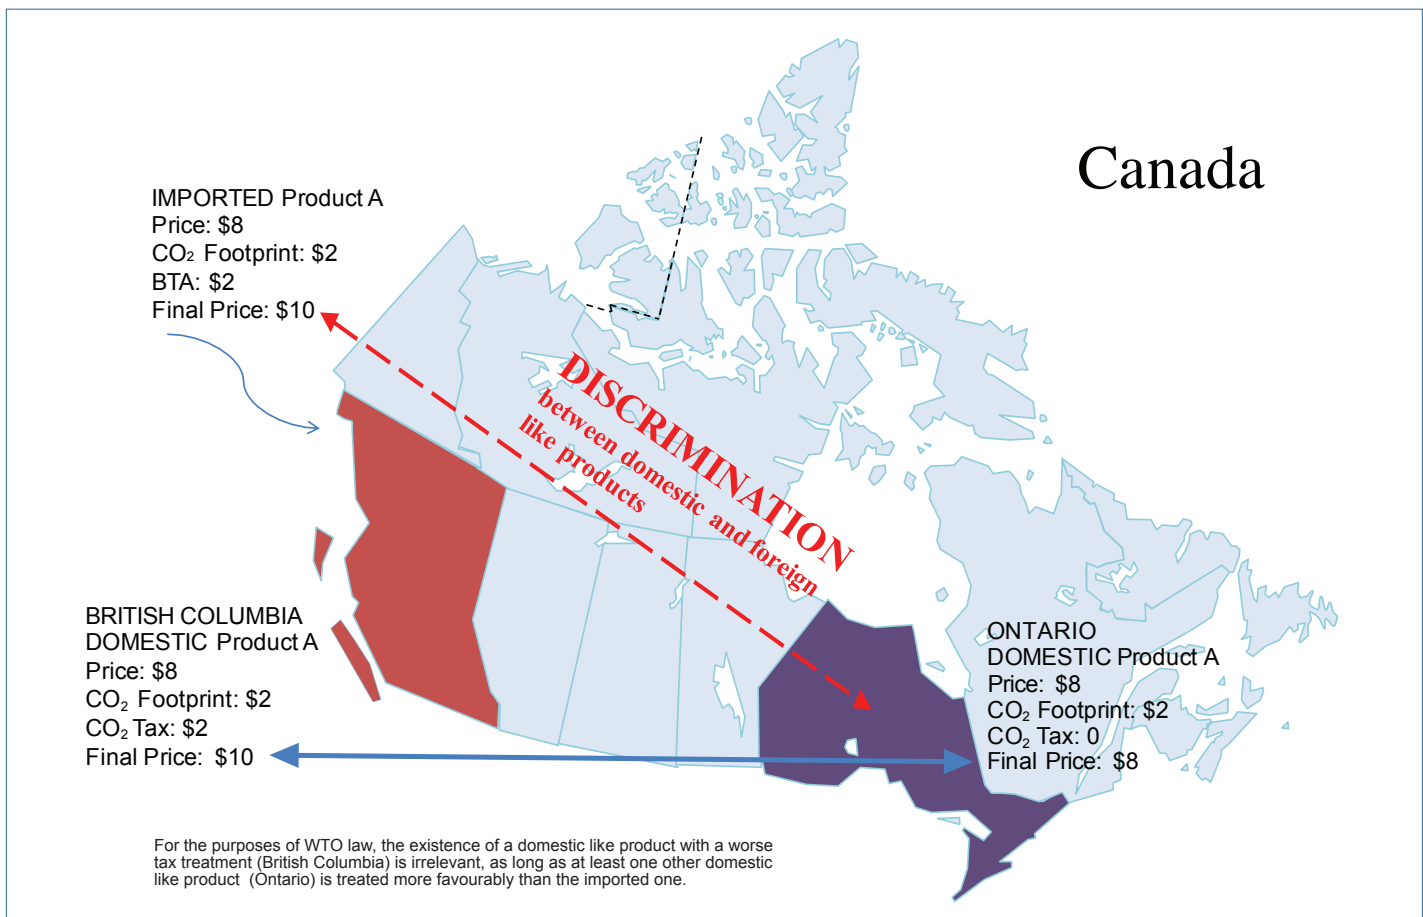 Canada
IMPORTED Product A
Price: $8
CO₂ Footprint: $2
BTA: $2
Final Price: $10
DISCRIMINATION
between domestic and foreign
like products
BRITISH COLUMBIA
DOMESTIC Product A
Price: $8
CO₂ Footprint: $2
CO₂ Tax: $2
Final Price: $10
ONTARIO
DOMESTIC Product A
Price: $8
CO₂ Footprint: $2
CO₂ Tax: 0
Final Price: $8
For the purposes of WTO law, the existence of a domestic like product with a worse
tax treatment (British Columbia) is irrelevant, as long as at least one other domestic
like product (Ontario) is treated more favourably than the imported one.